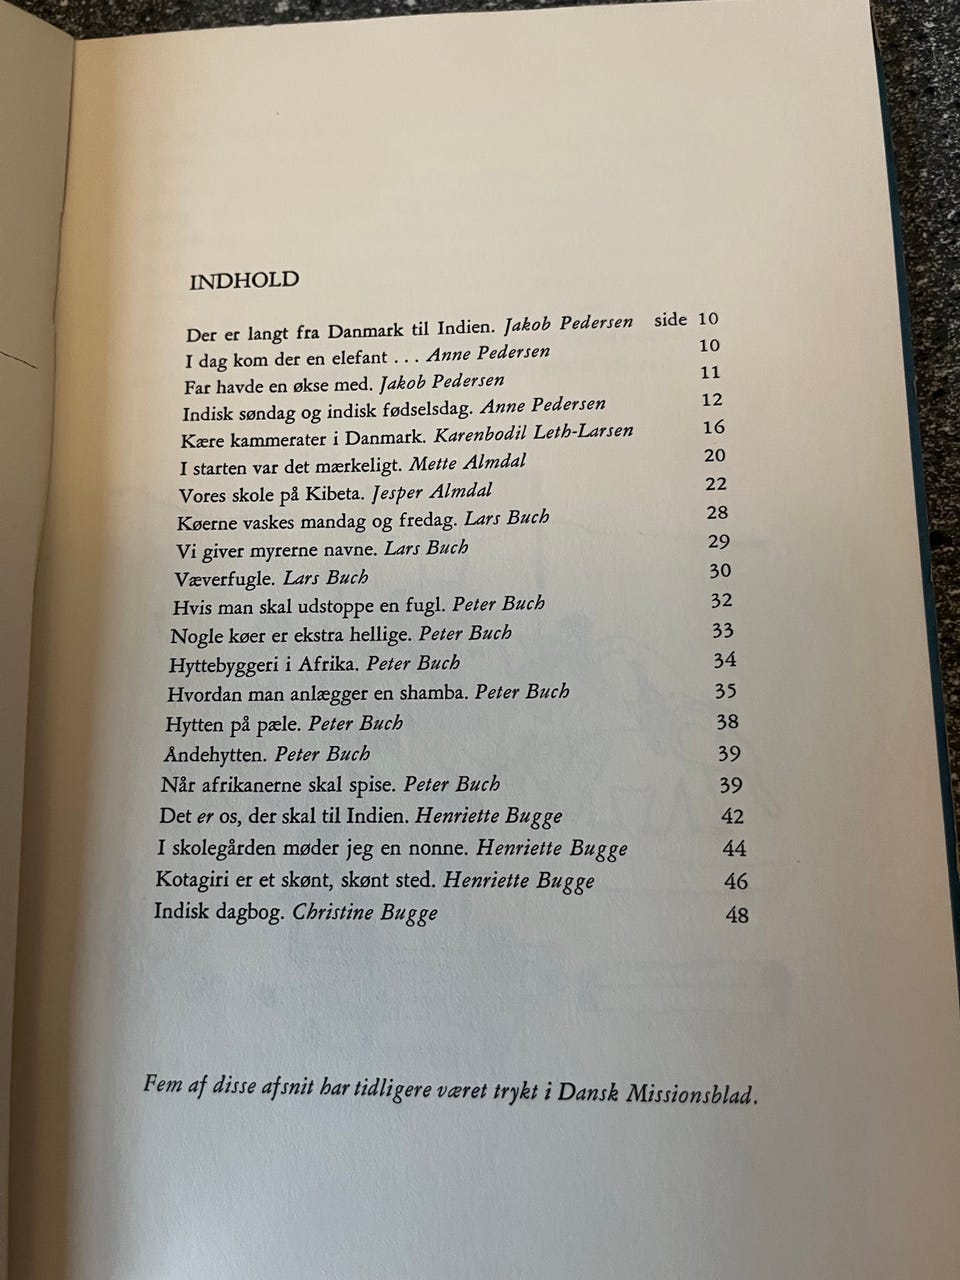 INDHOLD
Der er langt fra Danmark til Indien. Jakob Pedersen side 10
I dag kom der en elefant . . . Anne Pedersen 10
Far havde en økse med. Jakob Pedersen 11
Indisk søndag og indisk fødselsdag. Anne Pedersen 12
Kære kammerater i Danmark. Karenbodil Leth-Larsen 16
I starten var det mærkeligt. Mette Almdal 20
Vores skole på Kibeta. Jesper Almdal 22
Køerne vaskes mandag og fredag. Lars Buch 28
Vi giver myrerne navne. Lars Buch 29
Væverfugle. Lars Buch 30
Hvis man skal udstoppe en fugl. Peter Buch 32
Nogle køer er ekstra hellige. Peter Buch 33
Hyttebyggeri i Afrika. Peter Buch 34
Hvordan man anlægger en shamba. Peter Buch 35
Hytten på pæle. Peter Buch 38
Åndehytten. Peter Buch 39
Når afrikanerne skal spise. Peter Buch 39
Det er os, der skal til Indien. Henriette Bugge 42
I skolegården møder jeg en nonne. Henriette Bugge 44
Kotagiri er et skønt, skønt sted. Henriette Bugge 46
Indisk dagbog. Christine Bugge 48
Fem af disse afsnit har tidligere været trykt i Dansk Missionsblad.